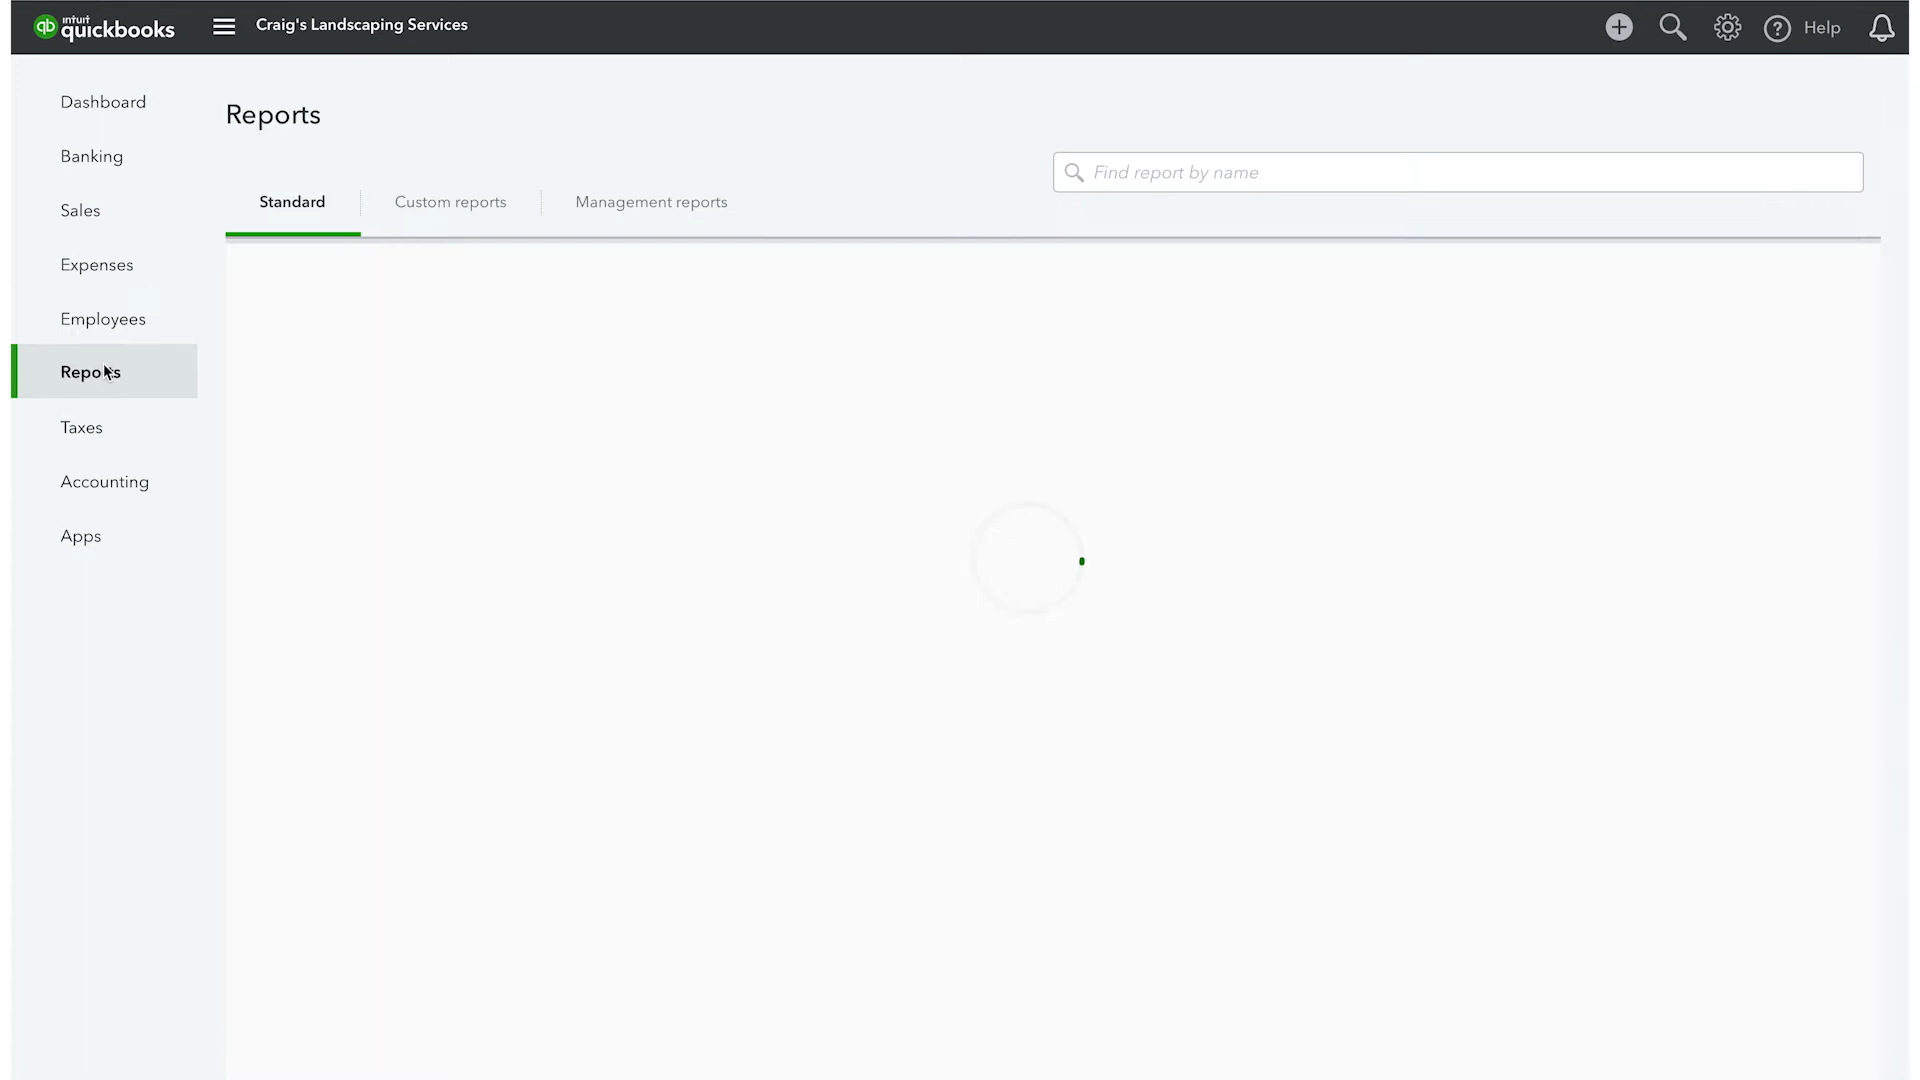 intuit
quickbooks
Craig's Landscaping Services
Help
Dashboard
Banking
Sales
Expenses
Employees
Reports
Taxes
Accounting
Apps
Reports
Find report by name
Standard
Custom reports
Management reports